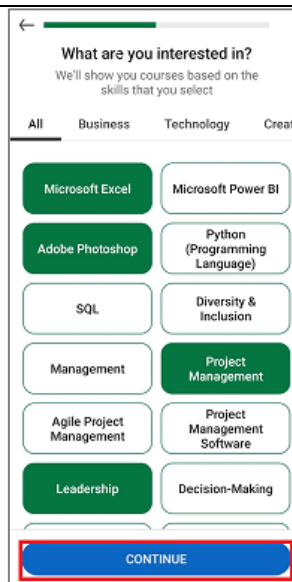 What are you interested in?
We'll show you courses based on the
skills that you select
All Business Technology Creat
Microsoft Excel
Microsoft Power BI
Adobe Photoshop
Python
(Programming
Language)
SQL
Diversity &
Inclusion
Management
Project
Management
Agile Project
Management
Project
Management
Software
Leadership
Decision-Making
CONTINUE